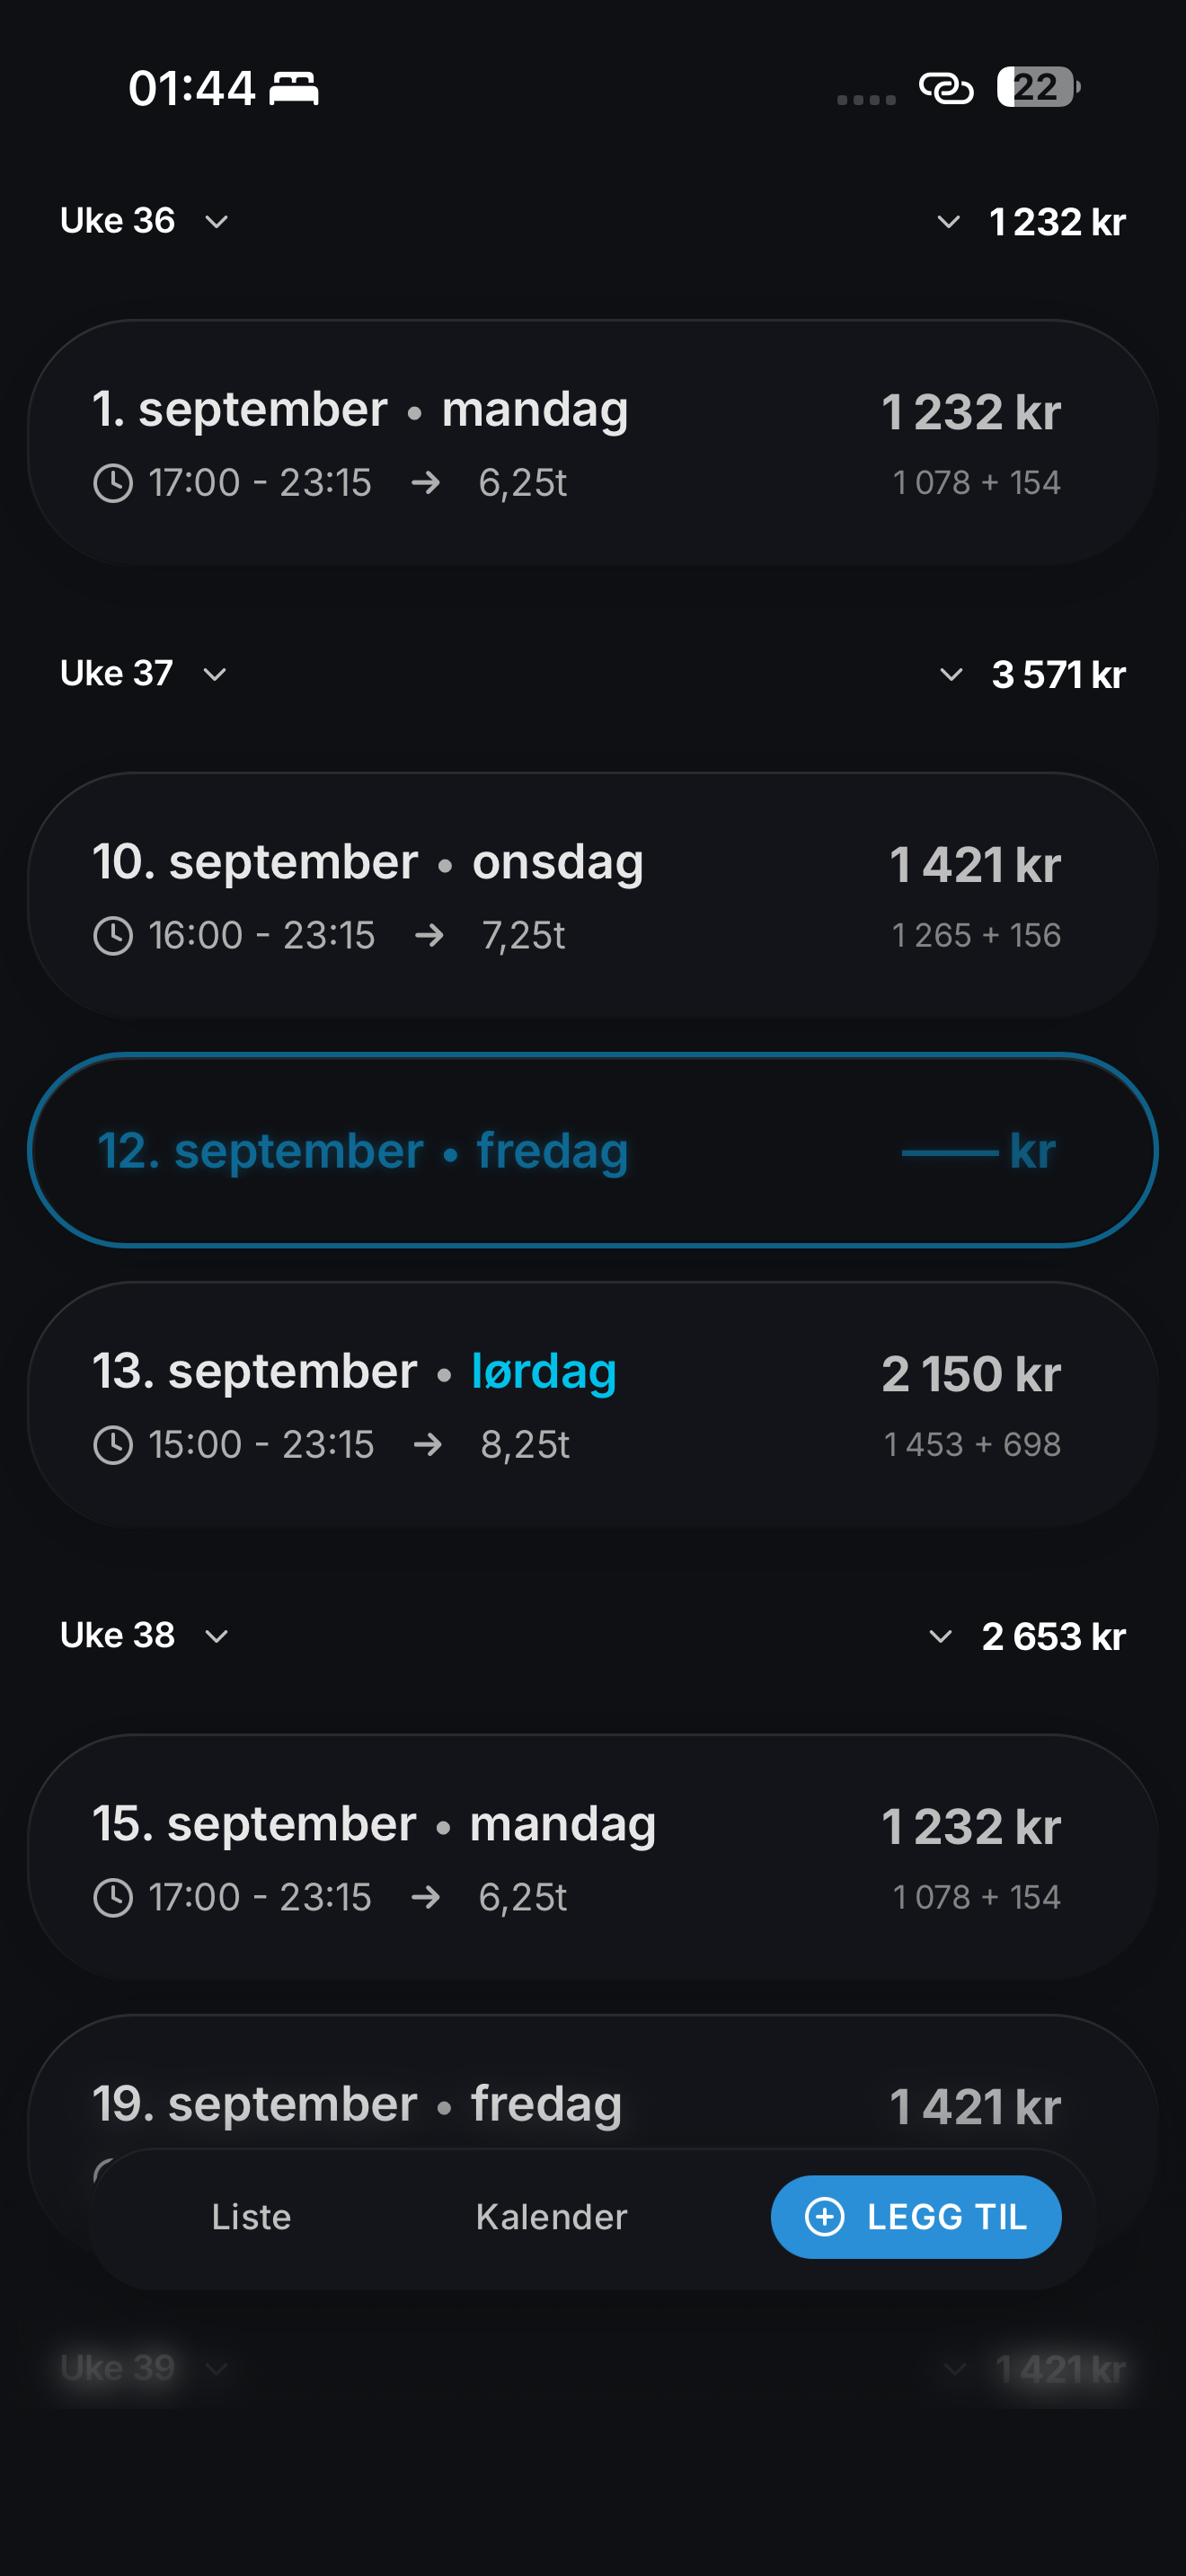 01:44 22
Uke 36 1 232 kr
1. september • mandag 1 232 kr
17:00 - 23:15 → 6,25t 1 078 + 154
Uke 37 3 571 kr
10. september • onsdag 1 421 kr
16:00 - 23:15 → 7,25t 1 265 + 156
12. september • fredag —— kr
13. september • lørdag 2 150 kr
15:00 - 23:15 → 8,25t 1 453 + 698
Uke 38 2 653 kr
15. september • mandag 1 232 kr
17:00 - 23:15 → 6,25t 1 078 + 154
19. september • fredag 1 421 kr
Liste Kalender LEGG TIL
Uke 39 1 421 kr